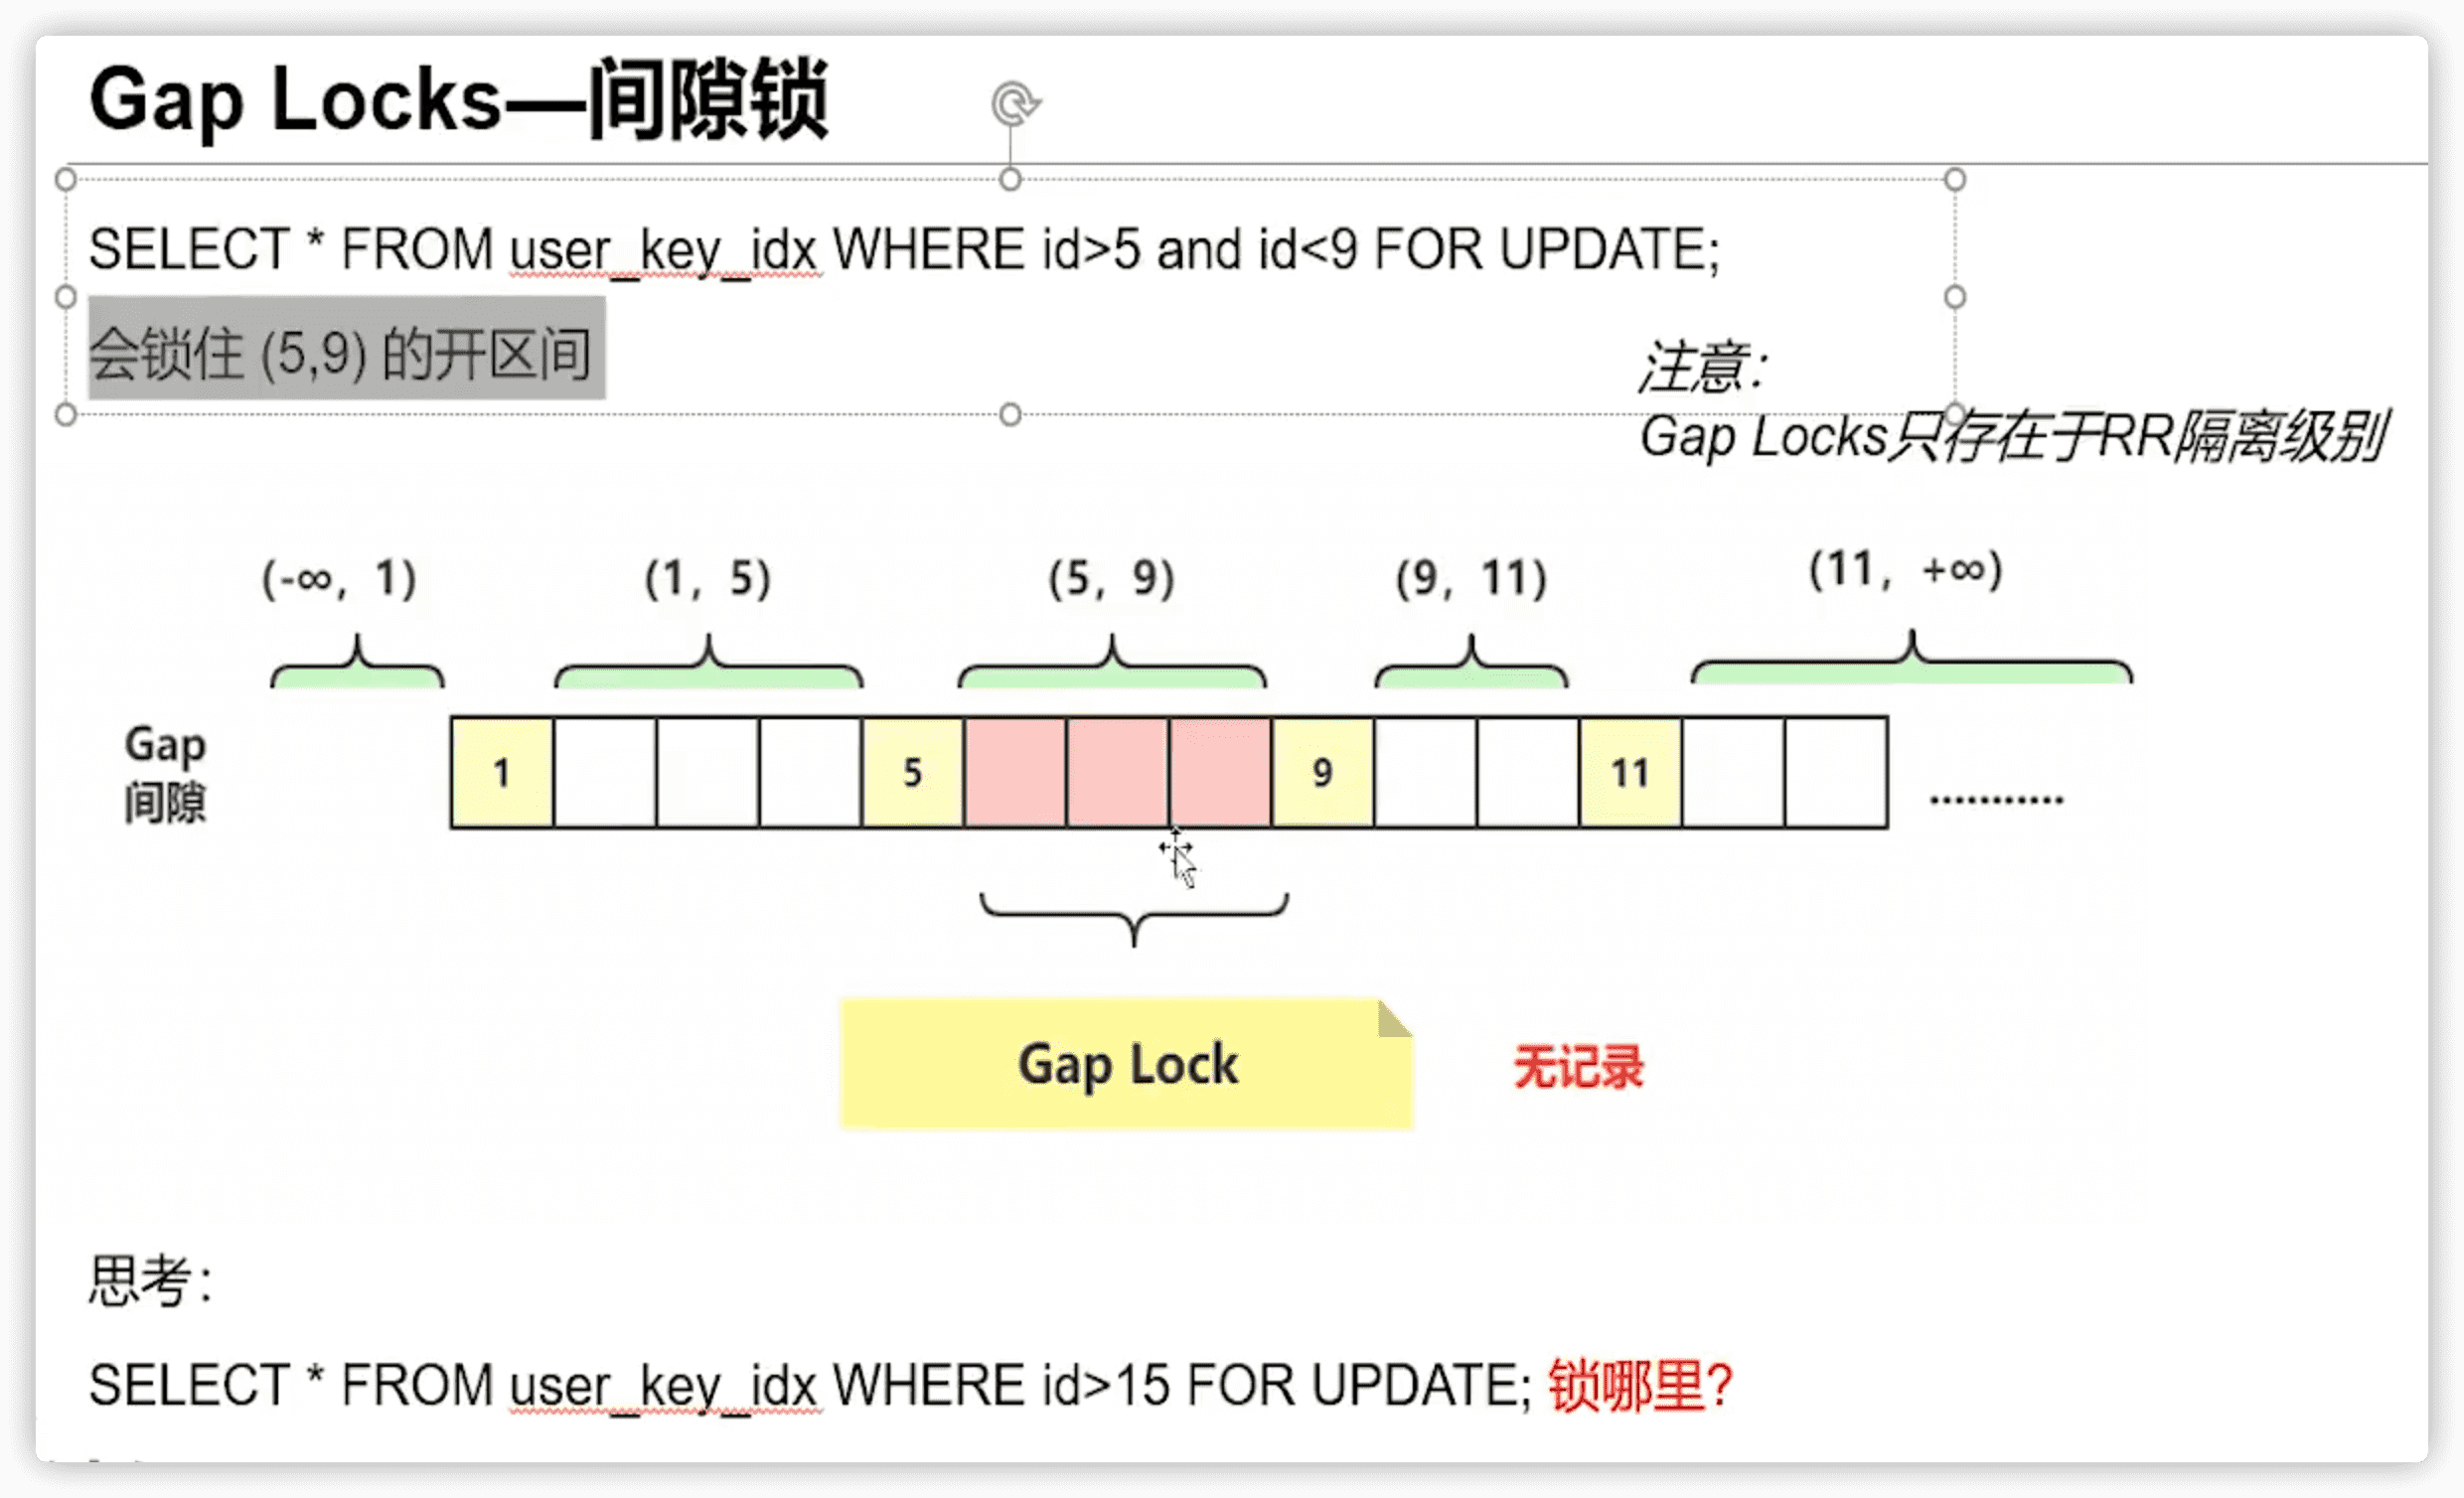 Gap Locks—间隙锁
SELECT * FROM user_key_idx WHERE id>5 and id<9 FOR UPDATE;
会锁住 (5,9) 的开区间
注意：
Gap Locks只存在于RR隔离级别
(-∞, 1) (1, 5) (5, 9) (9, 11) (11, +∞)
Gap
间隙
1 5 9 11 ...........
Gap Lock
无记录
思考：
SELECT * FROM user_key_idx WHERE id>15 FOR UPDATE; 锁哪里?